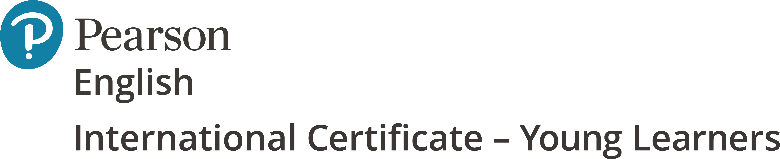 Pearson
English
International Certificate – Young Learners